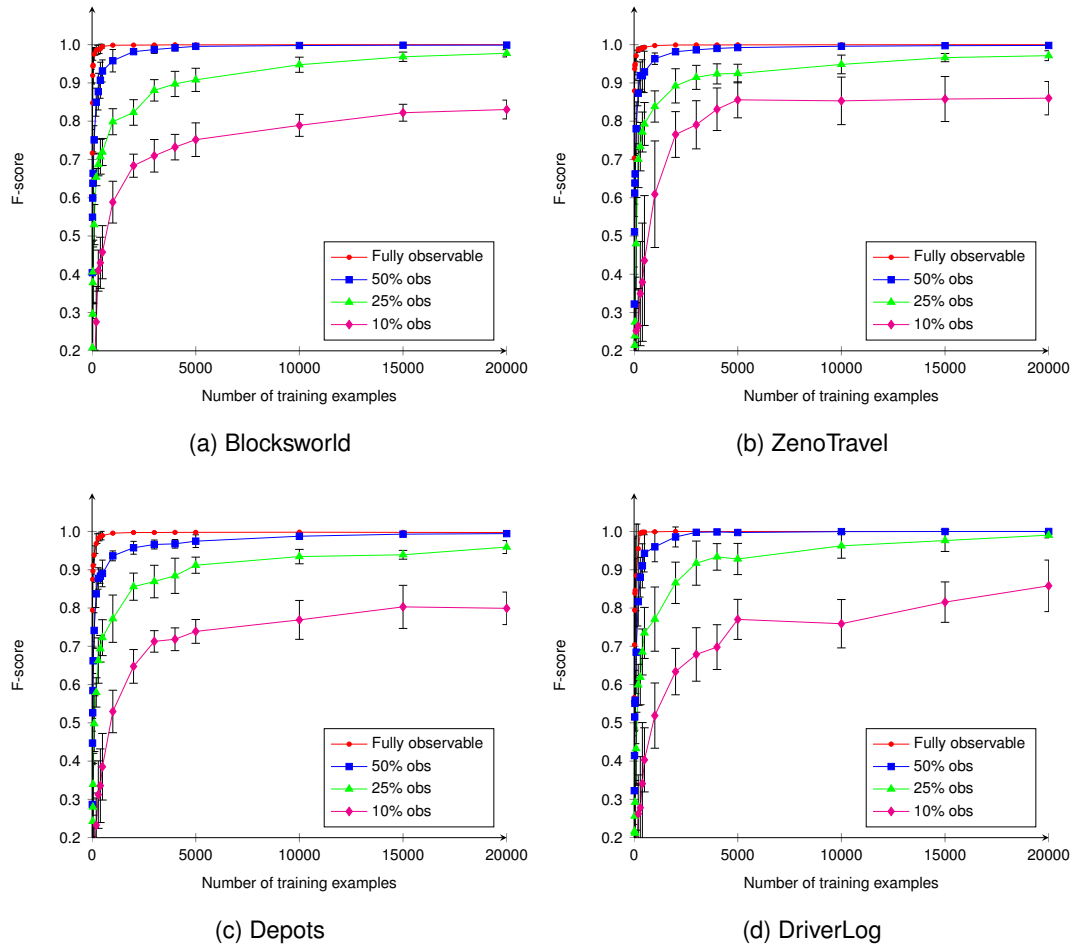 1.0
0.9
0.8
0.7
0.6
0.5
0.4
0.3
0.2
F-score
0 5000 10000 15000 20000
Number of training examples
Fully observable
50% obs
25% obs
10% obs
(a) Blocksworld
1.0
0.9
0.8
0.7
0.6
0.5
0.4
0.3
0.2
F-score
0 5000 10000 15000 20000
Number of training examples
Fully observable
50% obs
25% obs
10% obs
(b) ZenoTravel
1.0
0.9
0.8
0.7
0.6
0.5
0.4
0.3
0.2
F-score
0 5000 10000 15000 20000
Number of training examples
Fully observable
50% obs
25% obs
10% obs
(c) Depots
1.0
0.9
0.8
0.7
0.6
0.5
0.4
0.3
0.2
F-score
0 5000 10000 15000 20000
Number of training examples
Fully observable
50% obs
25% obs
10% obs
(d) DriverLog